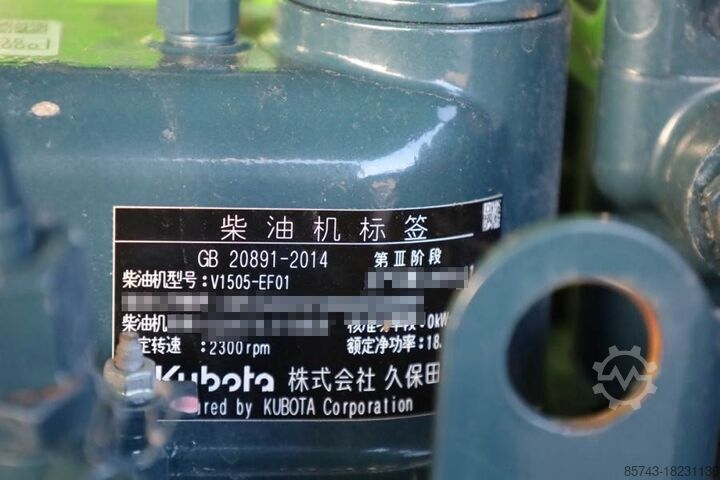 柴油机标签
GB 20891-2014 第Ⅲ阶段
柴油机型号:V1505-EF01
柴油机
定转速 :2300rpm 额定净功率:18.
Kubota 株式会社 久保田
by KUBOTA Corporation
85743-1823113